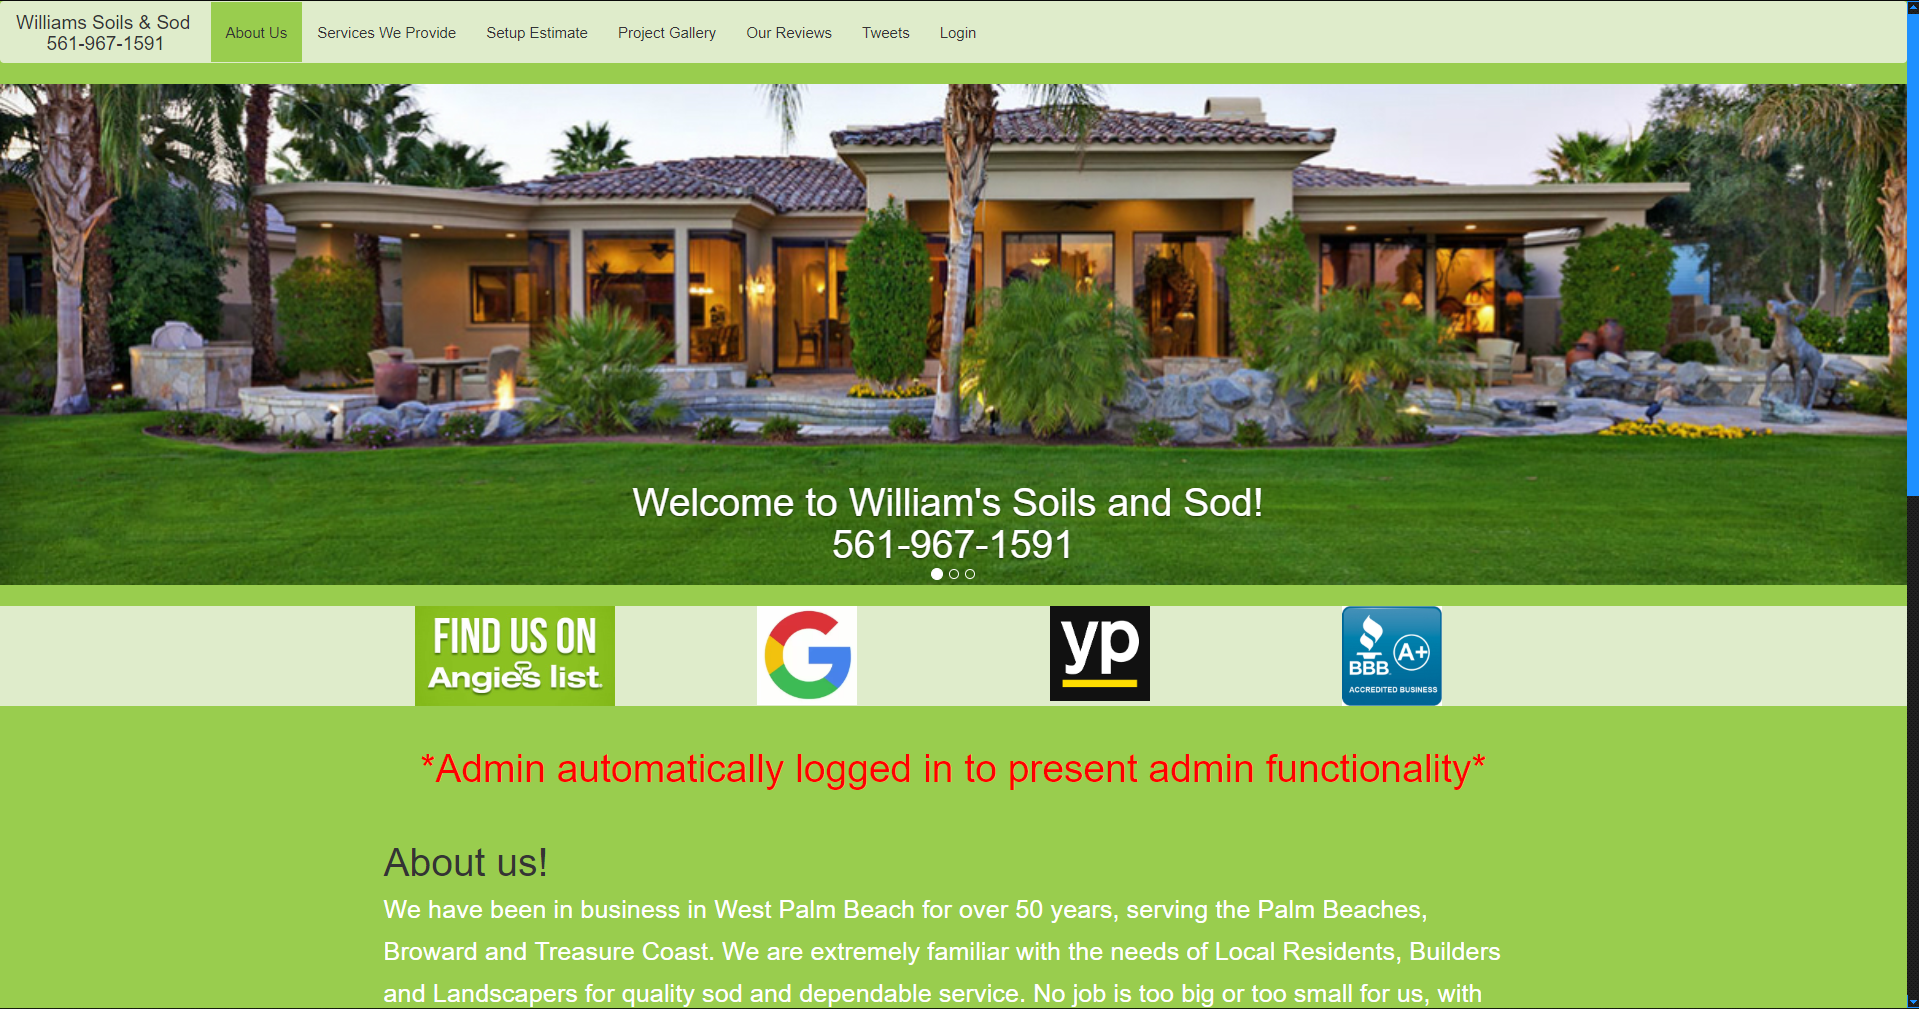 Williams Soils & Sod
561-967-1591
About Us
Services We Provide
Setup Estimate
Project Gallery
Our Reviews
Tweets
Login
Welcome to William's Soils and Sod!
561-967-1591
FIND US ON
Angie's list
G
yp
BBB A+
ACCREDITED BUSINESS
*Admin automatically logged in to present admin functionality*
About us!
We have been in business in West Palm Beach for over 50 years, serving the Palm Beaches,
Broward and Treasure Coast. We are extremely familiar with the needs of Local Residents, Builders
and Landscapers for quality sod and dependable service. No job is too big or too small for us, with